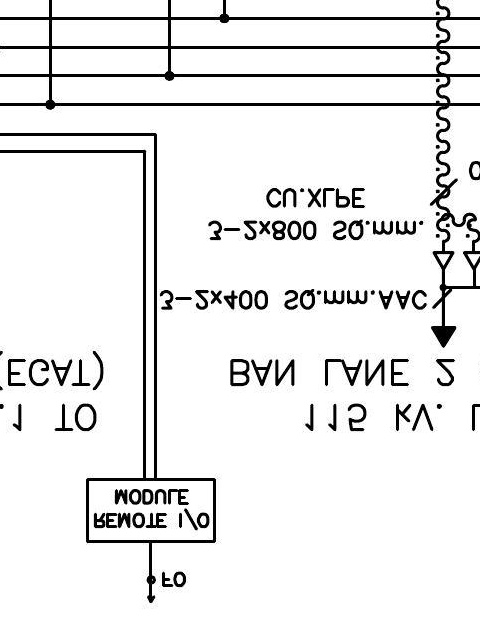 FO
REMOTE I/O
MODULE
.1 TO
(EGAT)
115 kV.
BAN LANE 2
3-2x400 SQ.mm.AAC
3-2x800 SQ.mm.
CU.XLPE